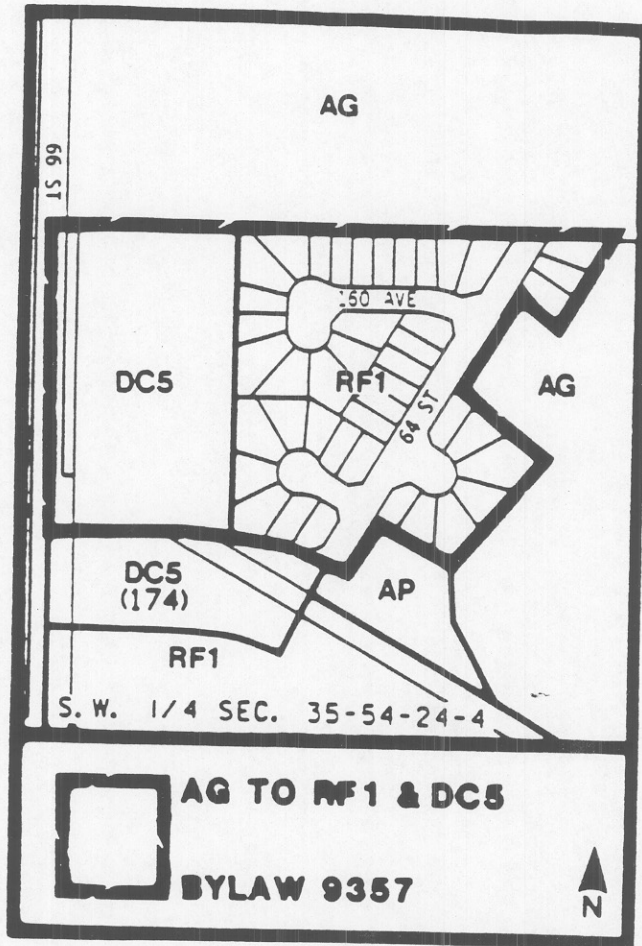 AG
66 ST
160 AVE
DC5
RF1
AG
64 ST
DC5
(174)
AP
RF1
S. W. 1/4 SEC. 35-54-24-4
AG TO RF1 & DC5
BYLAW 9357
N